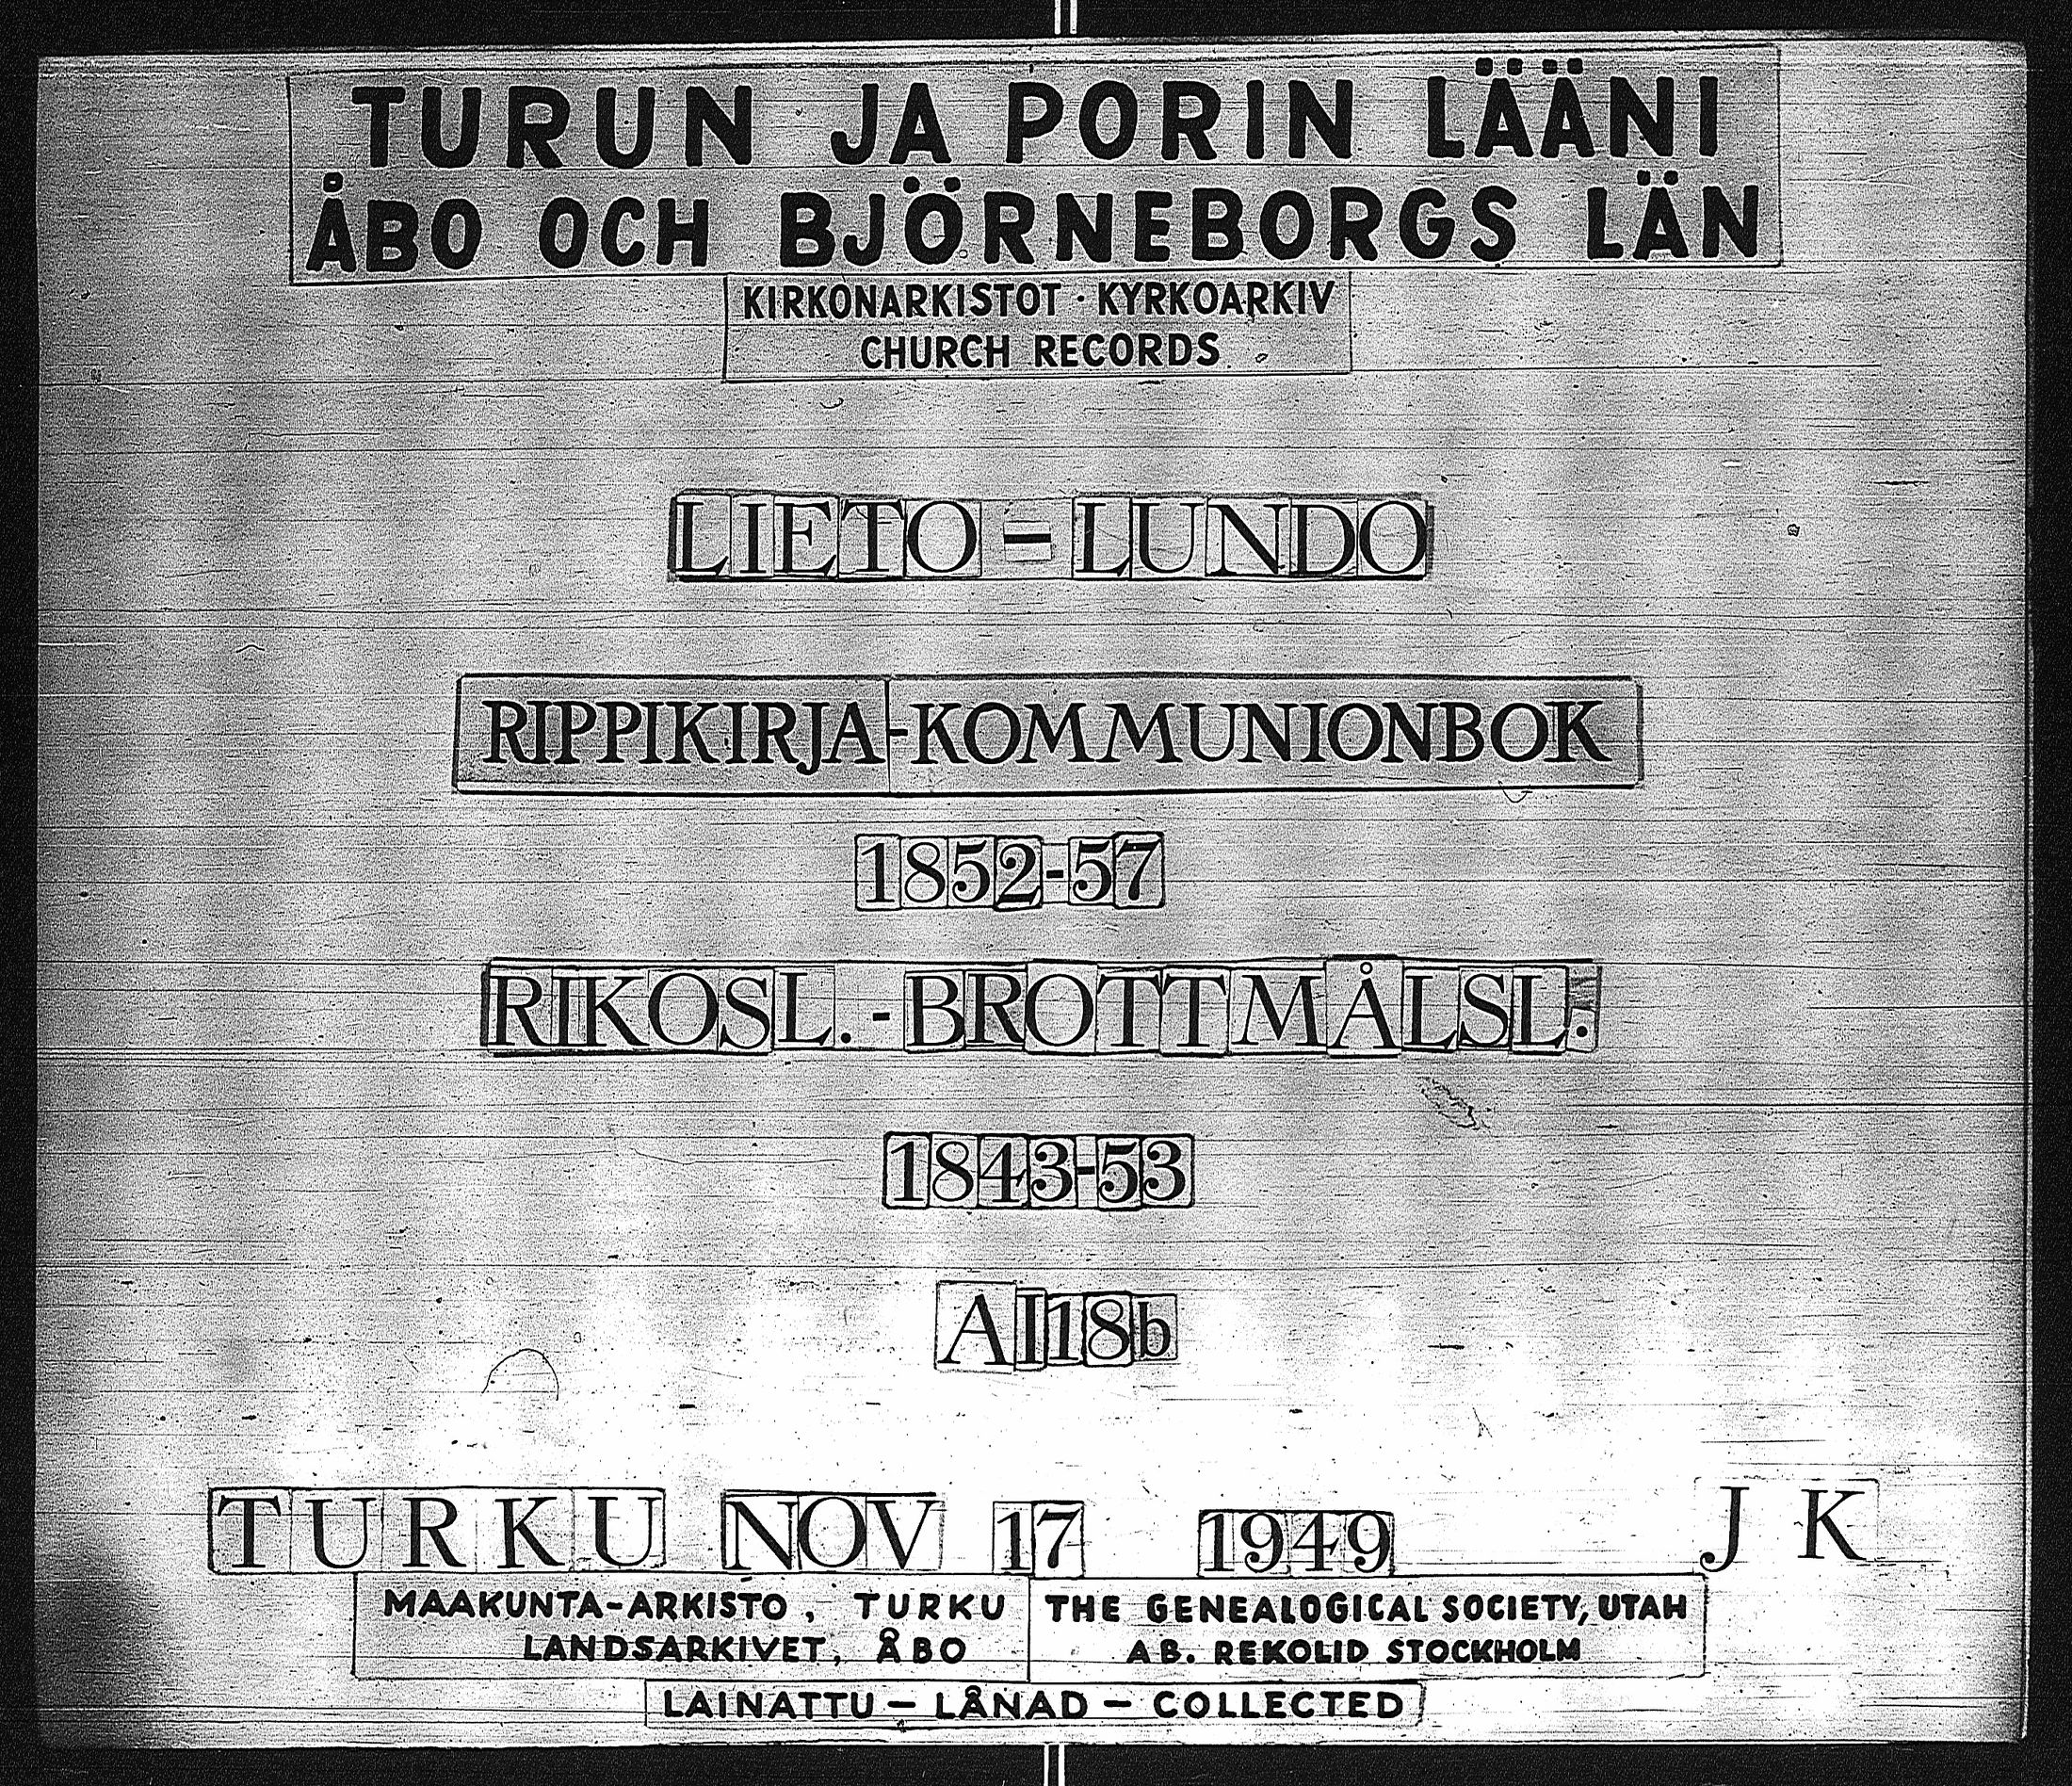 TURUN JA PORIN LÄÄNI
ÅBO OCH BJÖRNEBORGS LÄN
KIRKONARKISTOT · KYRKOARKIV
CHURCH RECORDS
LIETO - LUNDO
RIPPIKIRJA-KOMMUNIONBOK
1852-57
RIKOSL.-BROTTMÅLSL.
1843-53
AI18b
TURKU NOV 17 1949 JK
MAAKUNTA-ARKISTO, TURKU
LANDSARKIVET, ÅBO
THE GENEALOGICAL SOCIETY, UTAH
AB. REKOLID STOCKHOLM
LAINATTU - LÅNAD - COLLECTED